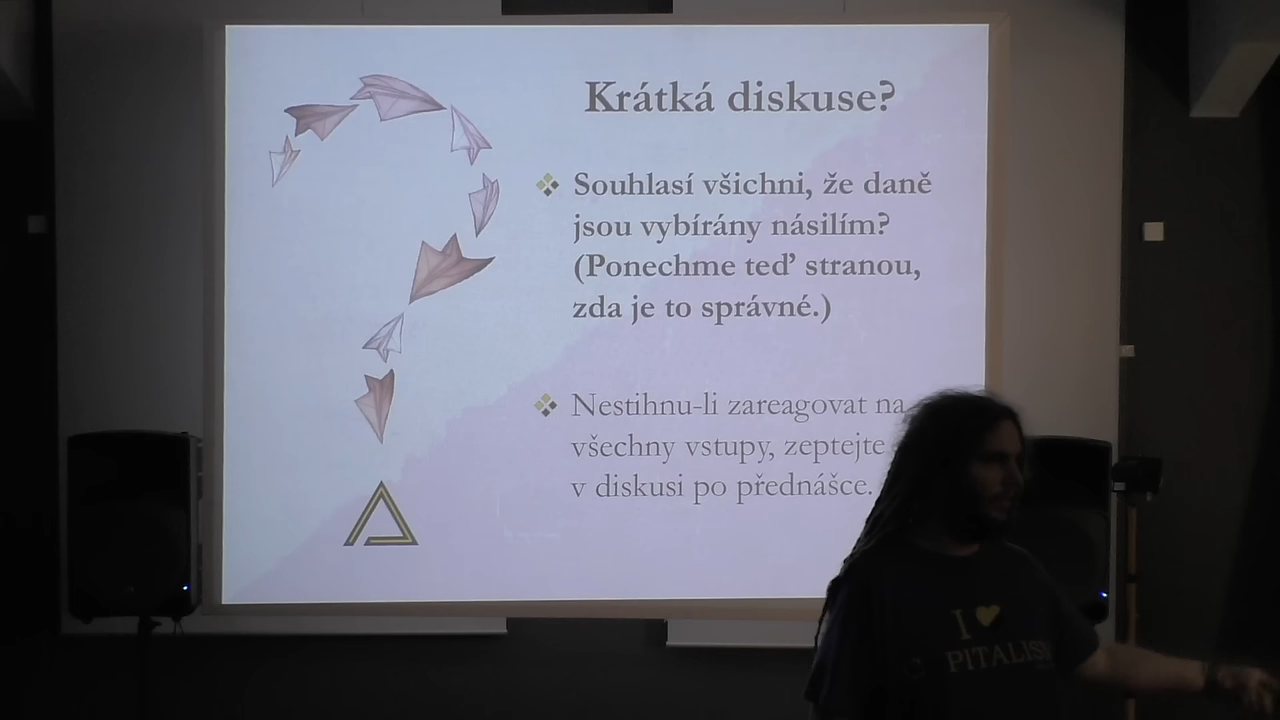 Krátká diskuse?
Souhlasí všichni, že daně
jsou vybírány násilím?
(Ponechme teď stranou,
zda je to správné.)
Nestihnu-li zareagovat na
všechny vstupy, zeptejte
v diskusi po přednášce.
I
PITALISM